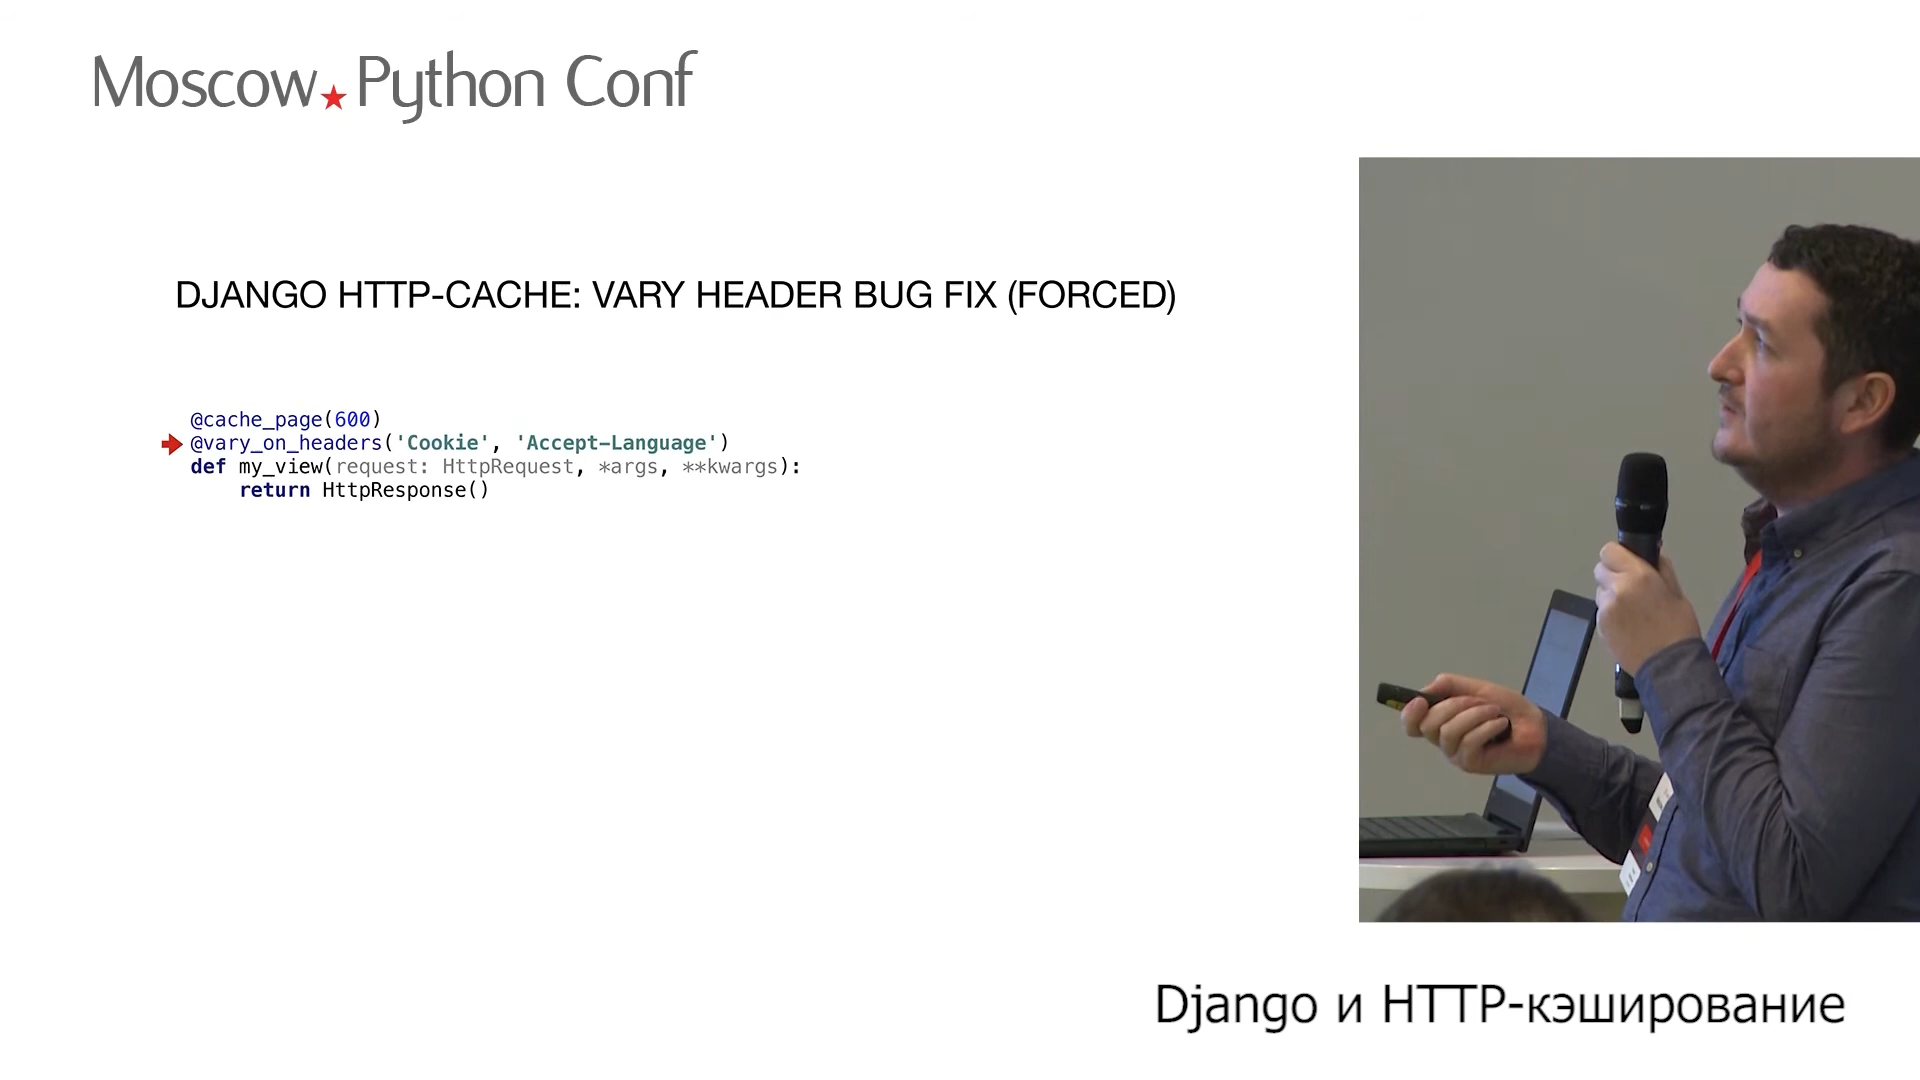 Moscow Python Conf
DJANGO HTTP-CACHE: VARY HEADER BUG FIX (FORCED)
@cache_page(600)
@vary_on_headers('Cookie', 'Accept-Language')
def my_view(request: HttpRequest, *args, **kwargs):
    return HttpResponse()
Django и HTTP-кэширование